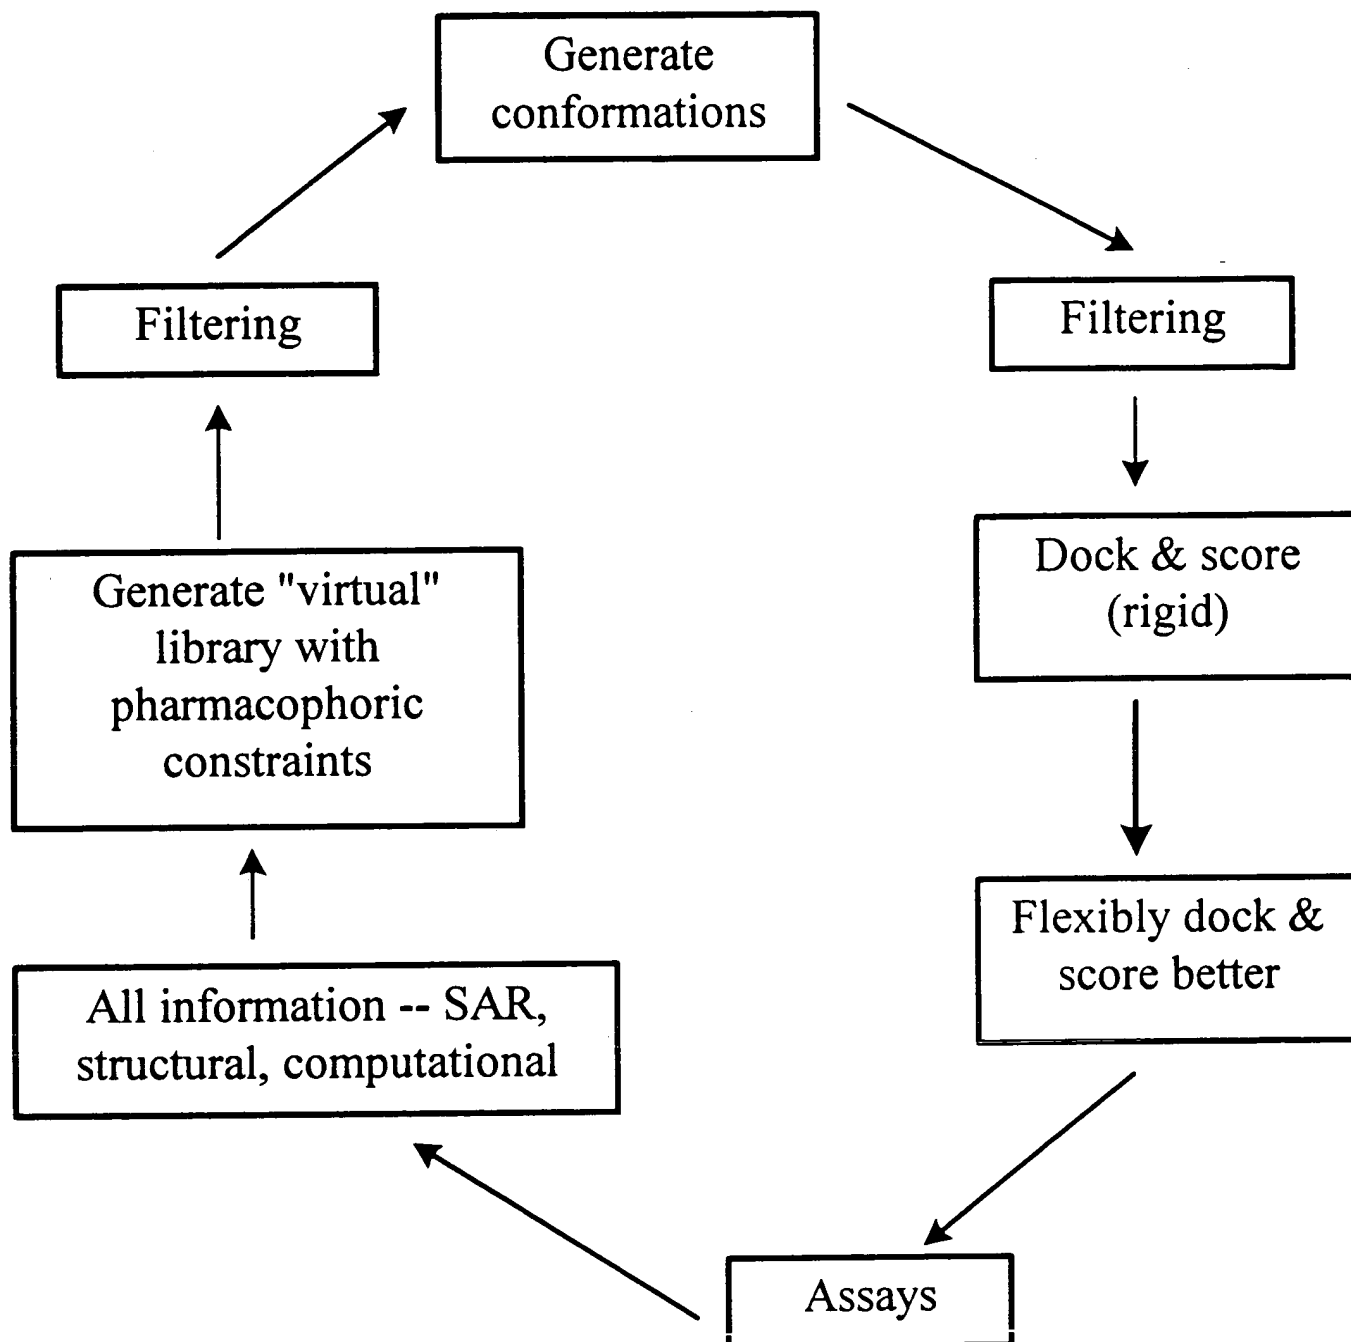 Generate
conformations
Filtering
Filtering
Generate "virtual"
library with
pharmacophoric
constraints
Dock & score
(rigid)
Flexibly dock &
score better
All information -- SAR,
structural, computational
Assays